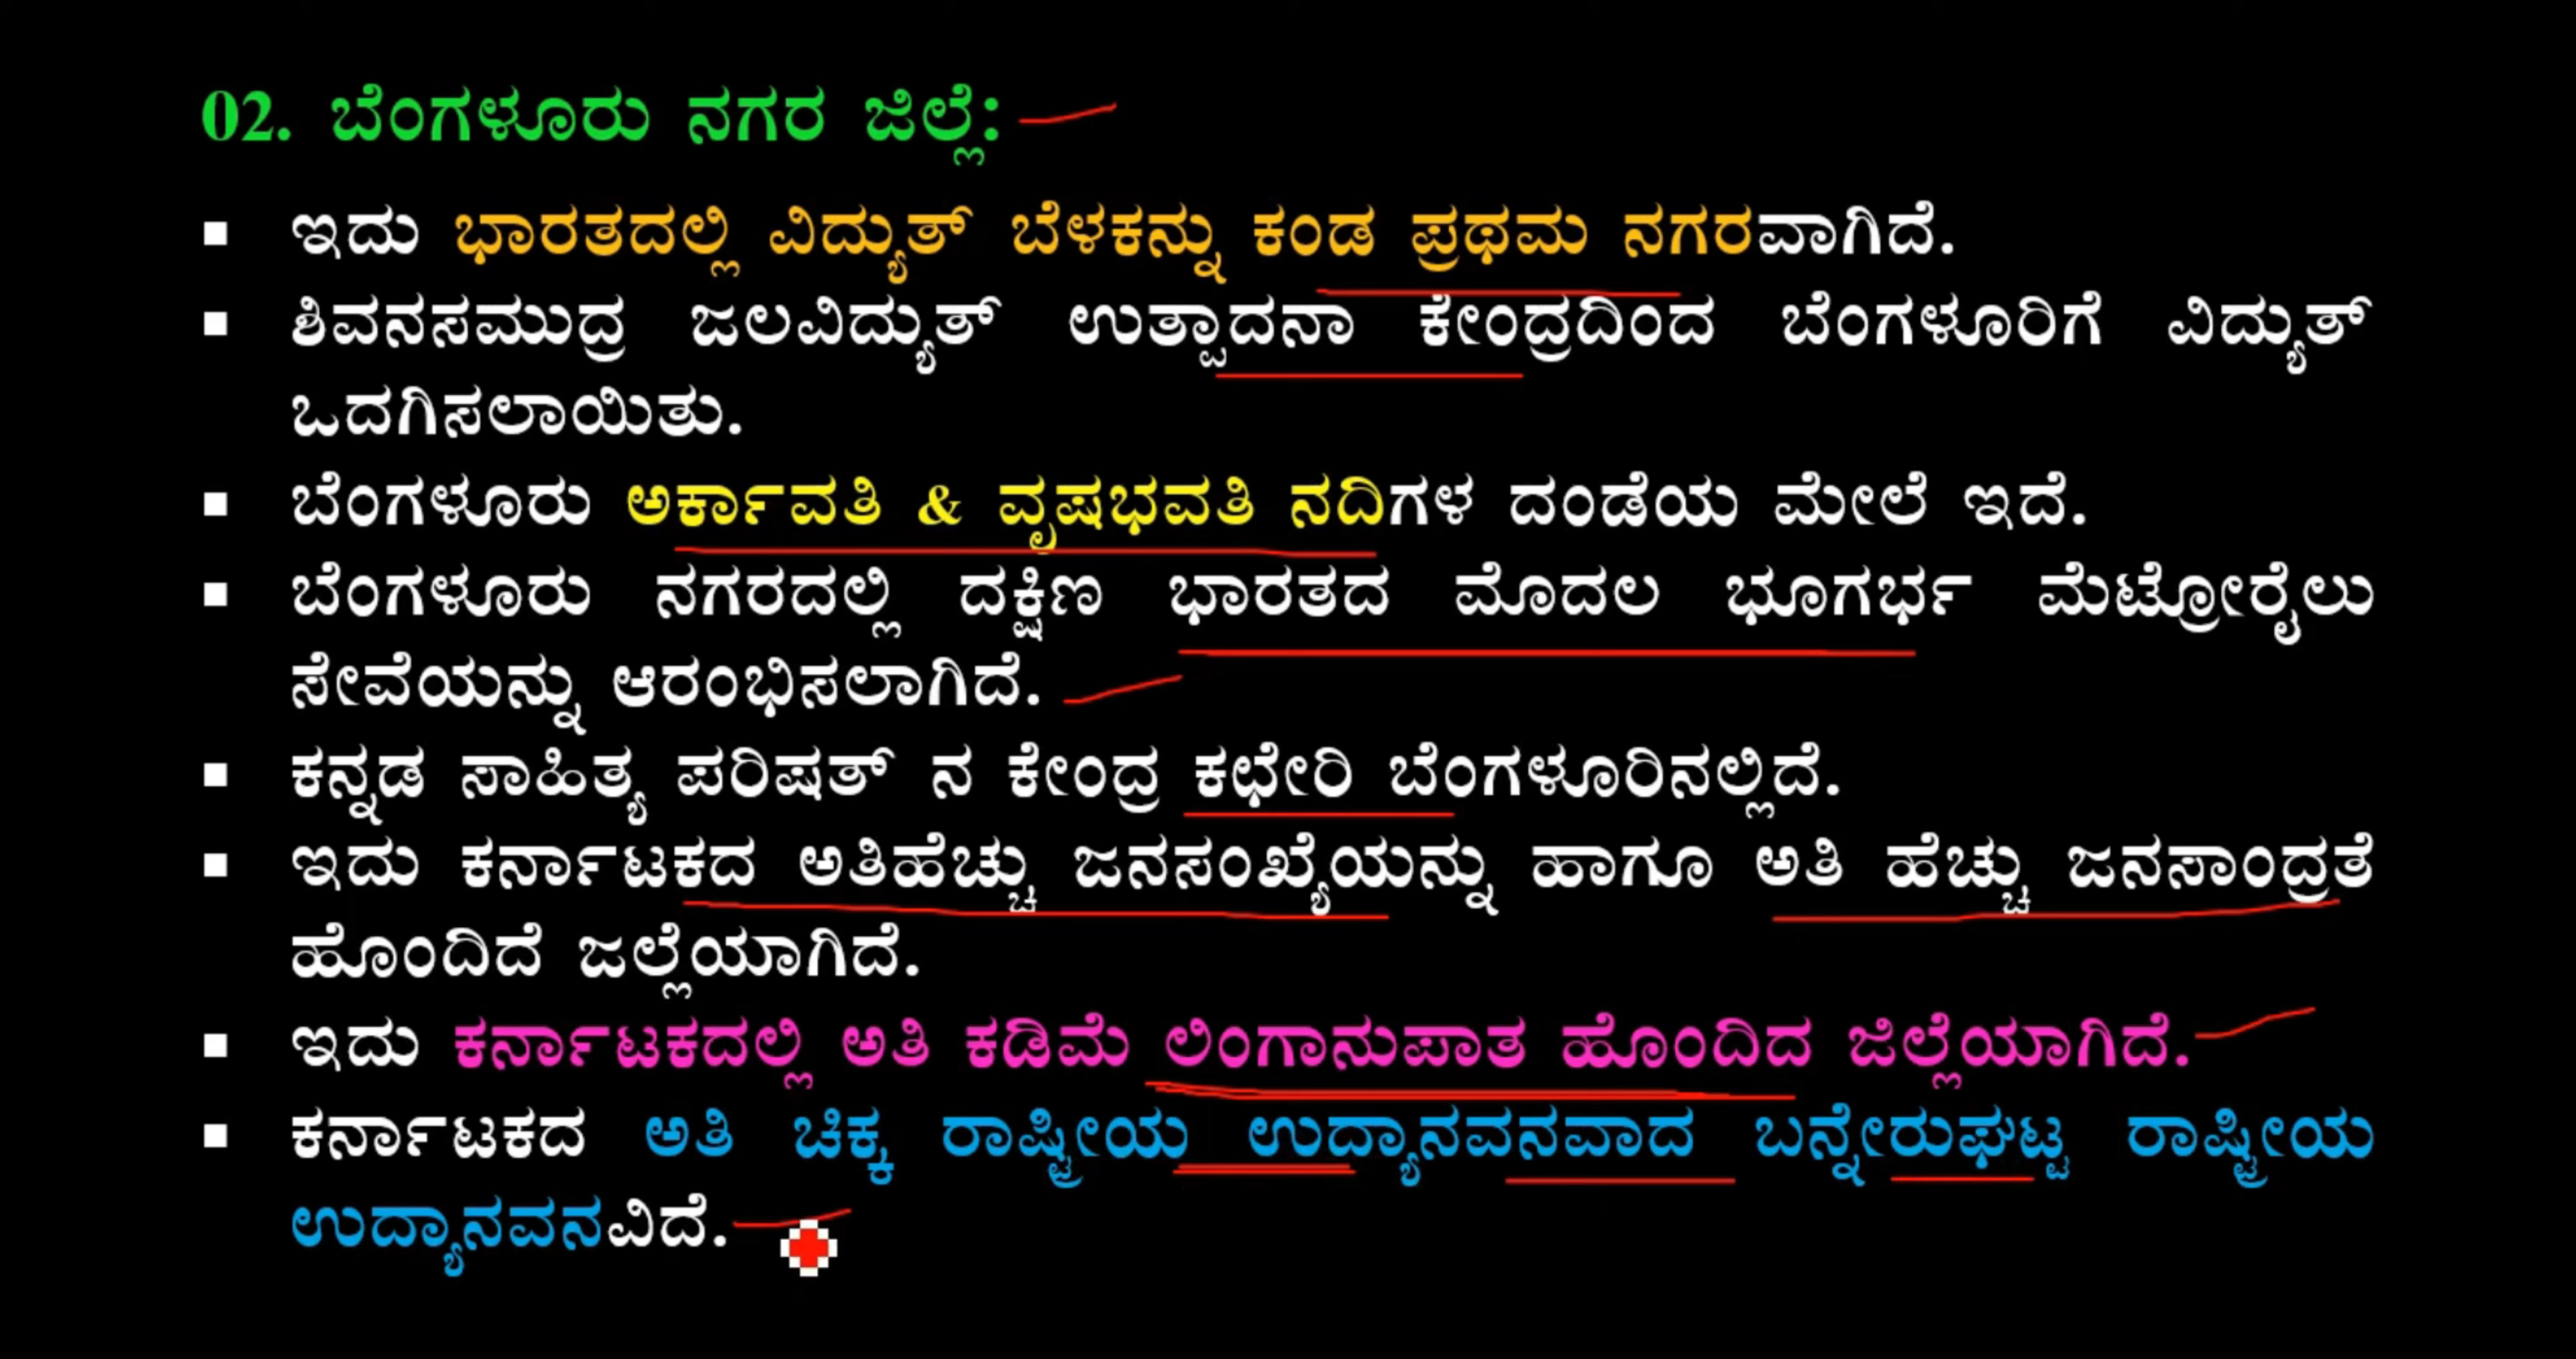 02. ಬೆಂಗಳೂರು ನಗರ ಜಿಲ್ಲೆ:
▪ ಇದು ಭಾರತದಲ್ಲಿ ವಿದ್ಯುತ್ ಬೆಳಕನ್ನು ಕಂಡ ಪ್ರಥಮ ನಗರವಾಗಿದೆ.
▪ ಶಿವನಸಮುದ್ರ ಜಲವಿದ್ಯುತ್ ಉತ್ಪಾದನಾ ಕೇಂದ್ರದಿಂದ ಬೆಂಗಳೂರಿಗೆ ವಿದ್ಯುತ್
ಒದಗಿಸಲಾಯಿತು.
▪ ಬೆಂಗಳೂರು ಅರ್ಕಾವತಿ & ವೃಷಭವತಿ ನದಿಗಳ ದಂಡೆಯ ಮೇಲೆ ಇದೆ.
▪ ಬೆಂಗಳೂರು ನಗರದಲ್ಲಿ ದಕ್ಷಿಣ ಭಾರತದ ಮೊದಲ ಭೂಗರ್ಭ ಮೆಟ್ರೋರೈಲು
ಸೇವೆಯನ್ನು ಆರಂಭಿಸಲಾಗಿದೆ.
▪ ಕನ್ನಡ ಸಾಹಿತ್ಯ ಪರಿಷತ್ ನ ಕೇಂದ್ರ ಕಛೇರಿ ಬೆಂಗಳೂರಿನಲ್ಲಿದೆ.
▪ ಇದು ಕರ್ನಾಟಕದ ಅತಿಹೆಚ್ಚು ಜನಸಂಖ್ಯೆಯನ್ನು ಹಾಗೂ ಅತಿ ಹೆಚ್ಚು ಜನಸಾಂದ್ರತೆ
ಹೊಂದಿದೆ ಜಲ್ಲೆಯಾಗಿದೆ.
▪ ಇದು ಕರ್ನಾಟಕದಲ್ಲಿ ಅತಿ ಕಡಿಮೆ ಲಿಂಗಾನುಪಾತ ಹೊಂದಿದ ಜಿಲ್ಲೆಯಾಗಿದೆ.
▪ ಕರ್ನಾಟಕದ ಅತಿ ಚಿಕ್ಕ ರಾಷ್ಟ್ರೀಯ ಉದ್ಯಾನವನವಾದ ಬನ್ನೇರುಘಟ್ಟ ರಾಷ್ಟ್ರೀಯ
ಉದ್ಯಾನವನವಿದೆ.